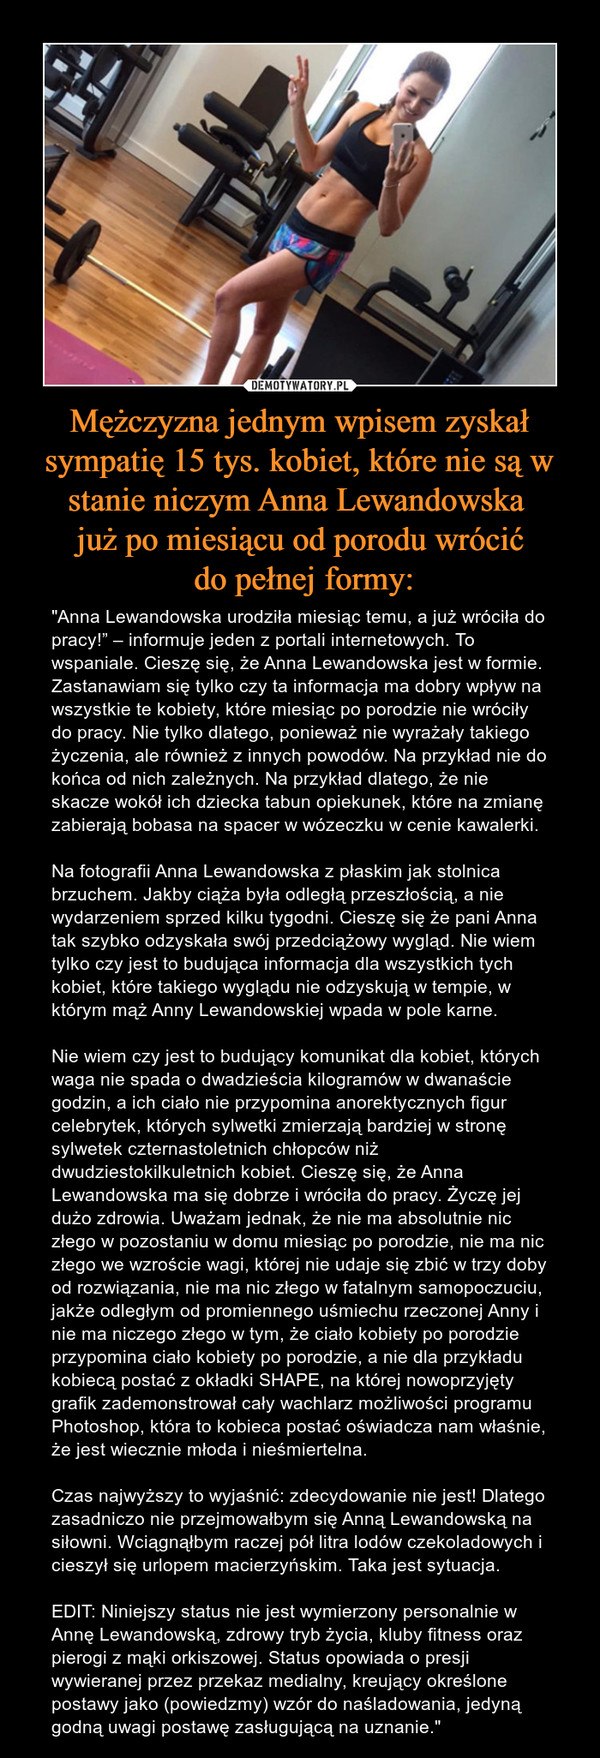 DEMOTYWATORY.PL
Mężczyzna jednym wpisem zyskał
sympatię 15 tys. kobiet, które nie są w
stanie niczym Anna Lewandowska
już po miesiącu od porodu wrócić
do pełnej formy:
"Anna Lewandowska urodziła miesiąc temu, a już wróciła do
pracy!” – informuje jeden z portali internetowych. To
wspaniale. Cieszę się, że Anna Lewandowska jest w formie.
Zastanawiam się tylko czy ta informacja ma dobry wpływ na
wszystkie te kobiety, które miesiąc po porodzie nie wróciły
do pracy. Nie tylko dlatego, ponieważ nie wyrażały takiego
życzenia, ale również z innych powodów. Na przykład nie do
końca od nich zależnych. Na przykład dlatego, że nie
skacze wokół ich dziecka tabun opiekunek, które na zmianę
zabierają bobasa na spacer w wózeczku w cenie kawalerki.
Na fotografii Anna Lewandowska z płaskim jak stolnica
brzuchem. Jakby ciąża była odległą przeszłością, a nie
wydarzeniem sprzed kilku tygodni. Cieszę się że pani Anna
tak szybko odzyskała swój przedciążowy wygląd. Nie wiem
tylko czy jest to budująca informacja dla wszystkich tych
kobiet, które takiego wyglądu nie odzyskują w tempie, w
którym mąż Anny Lewandowskiej wpada w pole karne.
Nie wiem czy jest to budujący komunikat dla kobiet, których
waga nie spada o dwadzieścia kilogramów w dwanaście
godzin, a ich ciało nie przypomina anorektycznych figur
celebrytek, których sylwetki zmierzają bardziej w stronę
sylwetek czternastoletnich chłopców niż
dwudziestokilkuletnich kobiet. Cieszę się, że Anna
Lewandowska ma się dobrze i wróciła do pracy. Życzę jej
dużo zdrowia. Uważam jednak, że nie ma absolutnie nic
złego w pozostaniu w domu miesiąc po porodzie, nie ma nic
złego we wzroście wagi, której nie udaje się zbić w trzy doby
od rozwiązania, nie ma nic złego w fatalnym samopoczuciu,
jakże odległym od promiennego uśmiechu rzeczonej Anny i
nie ma niczego złego w tym, że ciało kobiety po porodzie
przypomina ciało kobiety po porodzie, a nie dla przykładu
kobiecą postać z okładki SHAPE, na której nowoprzyjęty
grafik zademonstrował cały wachlarz możliwości programu
Photoshop, która to kobieca postać oświadcza nam właśnie,
że jest wiecznie młoda i nieśmiertelna.
Czas najwyższy to wyjaśnić: zdecydowanie nie jest! Dlatego
zasadniczo nie przejmowałbym się Anną Lewandowską na
siłowni. Wciągnąłbym raczej pół litra lodów czekoladowych i
cieszył się urlopem macierzyńskim. Taka jest sytuacja.
EDIT: Niniejszy status nie jest wymierzony personalnie w
Annę Lewandowską, zdrowy tryb życia, kluby fitness oraz
pierogi z mąki orkiszowej. Status opowiada o presji
wywieranej przez przekaz medialny, kreujący określone
postawy jako (powiedzmy) wzór do naśladowania, jedyną
godną uwagi postawę zasługującą na uznanie."